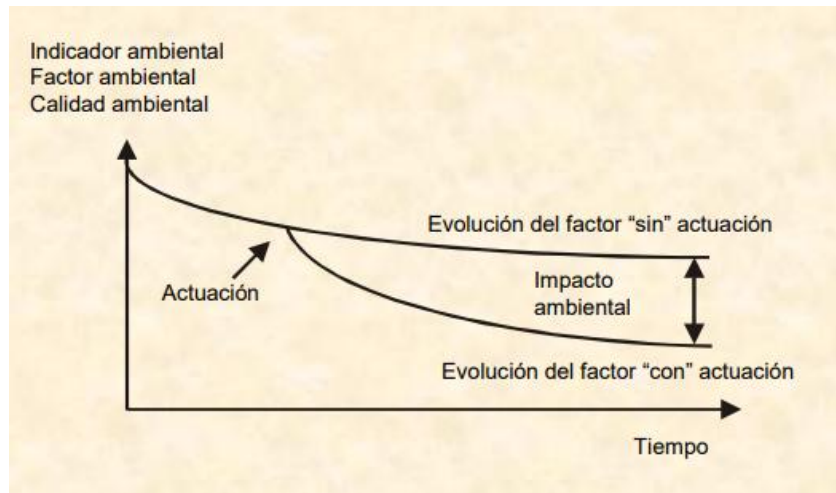 Indicador ambiental
Factor ambiental
Calidad ambiental
Evolución del factor “sin” actuación
Actuación
Impacto
ambiental
Evolución del factor “con” actuación
Tiempo